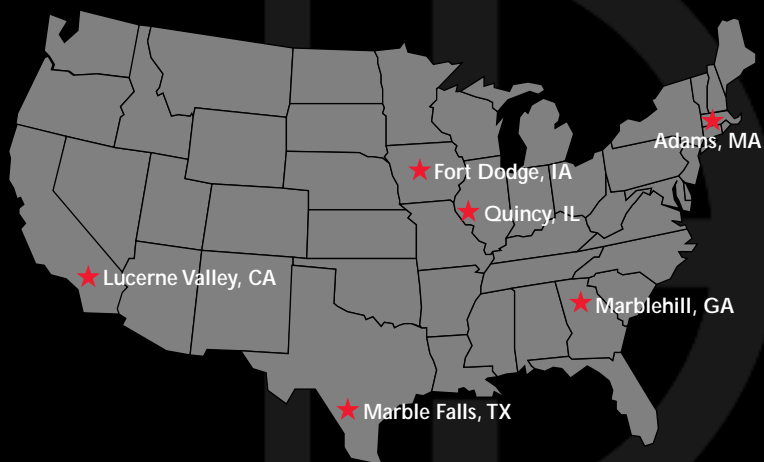 Adams, MA
Fort Dodge, IA
Quincy, IL
Lucerne Valley, CA
Marblehill, GA
Marble Falls, TX